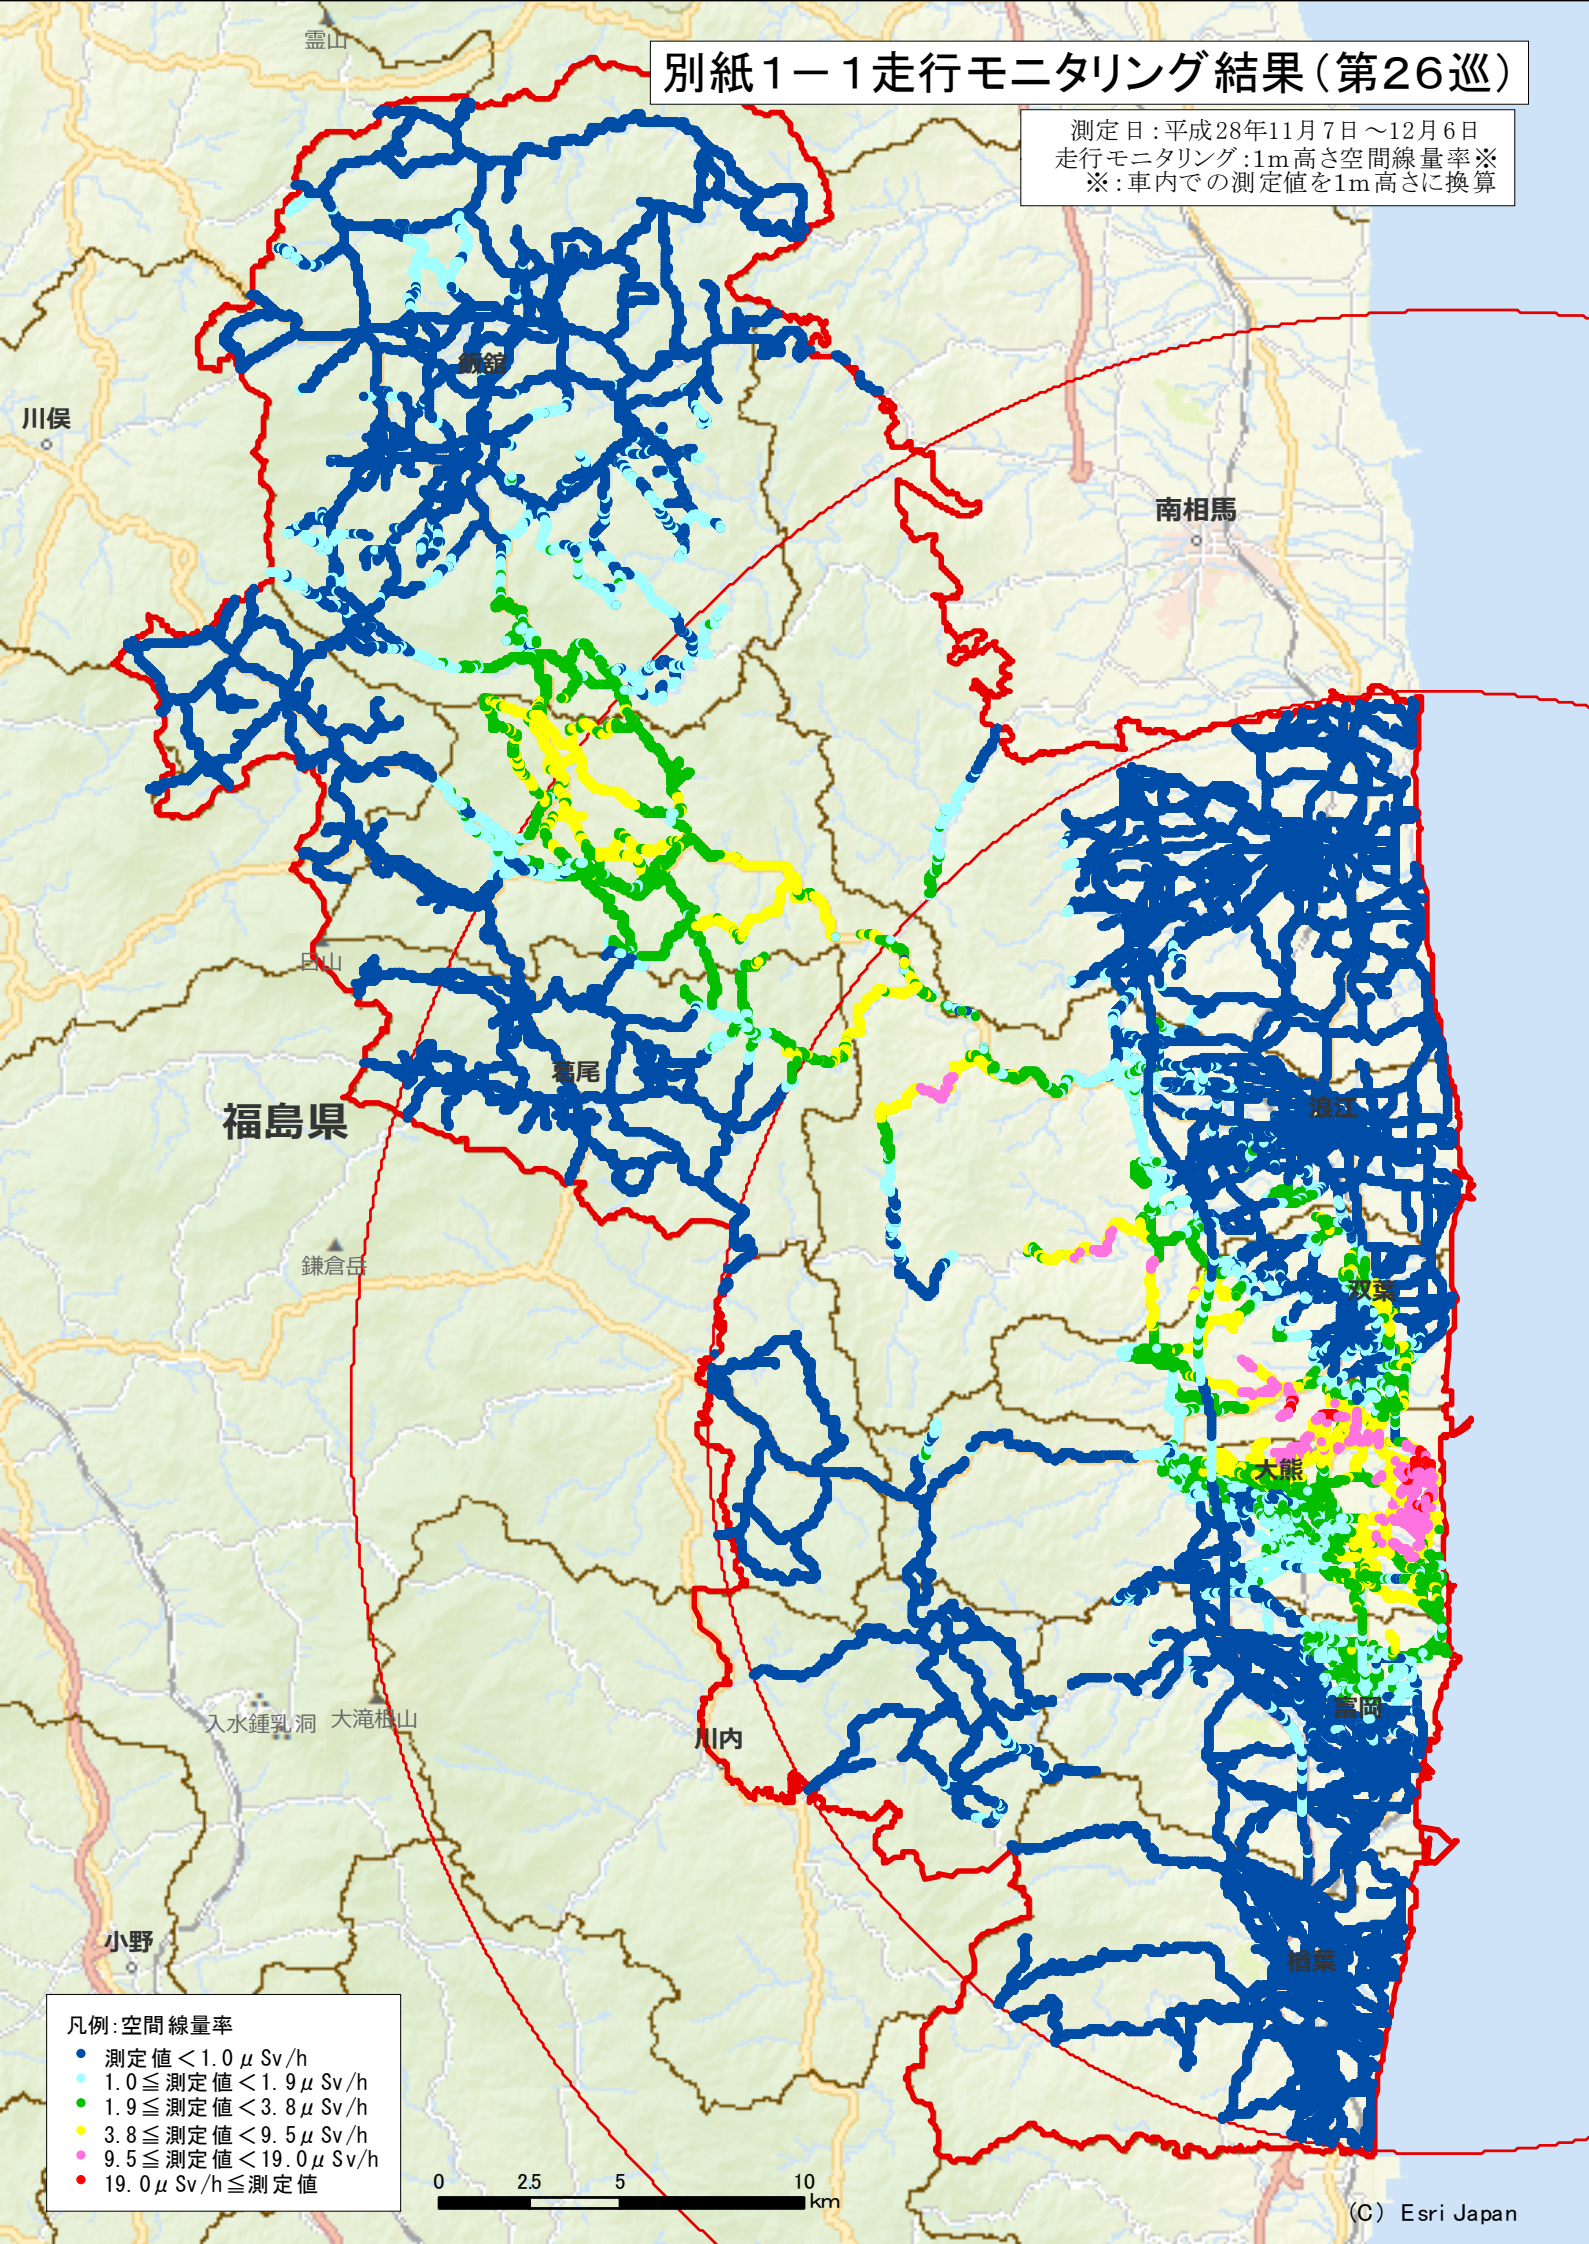 別紙1-1走行モニタリング結果(第26巡)
測定日:平成28年11月7日~12月6日
走行モニタリング:1m高さ空間線量率※
※:車内での測定値を1m高さに換算
霊山
飯舘
川俣
南相馬
日山
葛尾
浪江
福島県
鎌倉岳
双葉
大熊
富岡
入水鍾乳洞
大滝根山
川内
小野
楢葉
凡例:空間線量率
測定値<1.0μSv/h
1.0≦測定値<1.9μSv/h
1.9≦測定値<3.8μSv/h
3.8≦測定値<9.5μSv/h
9.5≦測定値<19.0μSv/h
19.0μSv/h≦測定値
0 2.5 5 10
km
(C) Esri Japan